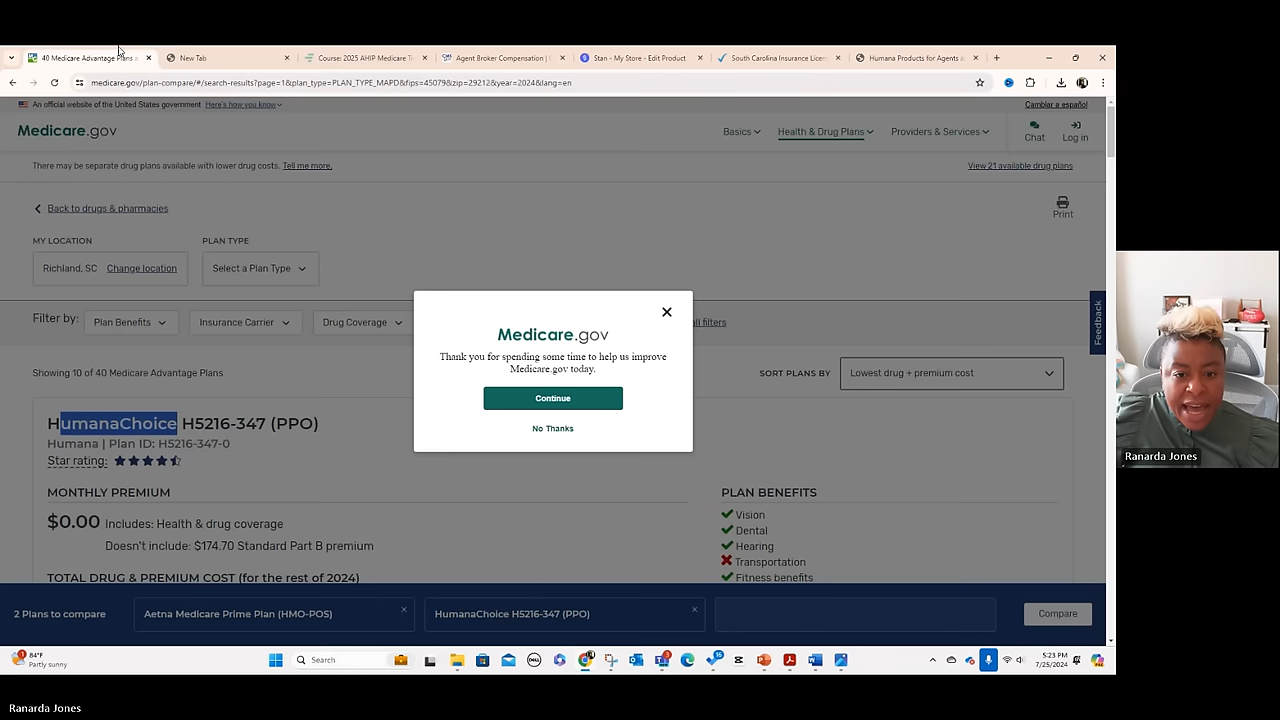 40 Medicare Advantage Plans a
New Tab
Course: 2025 AHIP Medicare T
Agent Broker Compensation | C
Stan - My Store - Edit Product
South Carolina Insurance Licen
Humana Products for Agents a
medicare.gov/plan-compare/#/search-results?page=1&plan_type=PLAN_TYPE_MAPD&fips=45079&zip=29212&year=2024&lang=en
An official website of the United States government Here's how you know
Cambiar a español
Medicare.gov
Basics
Health & Drug Plans
Providers & Services
Chat
Log in
There may be separate drug plans available with lower drug costs. Tell me more.
View 21 available drug plans
Back to drugs & pharmacies
Print
MY LOCATION
PLAN TYPE
Richland, SC Change location
Select a Plan Type
Filter by:
Plan Benefits
Insurance Carrier
Drug Coverage
ll filters
Feedback
Medicare.gov
Thank you for spending some time to help us improve
Medicare.gov today.
Continue
No Thanks
Showing 10 of 40 Medicare Advantage Plans
SORT PLANS BY
Lowest drug + premium cost
HumanaChoice H5216-347 (PPO)
Humana | Plan ID: H5216-347-0
Star rating:
MONTHLY PREMIUM
$0.00 Includes: Health & drug coverage
Doesn't include: $174.70 Standard Part B premium
TOTAL DRUG & PREMIUM COST (for the rest of 2024)
PLAN BENEFITS
Vision
Dental
Hearing
Transportation
Fitness benefits
2 Plans to compare
Aetna Medicare Prime Plan (HMO-POS)
HumanaChoice H5216-347 (PPO)
Compare
84°F
Partly sunny
Search
DELL
5:23 PM
7/25/2024
Ranarda Jones
Ranarda Jones